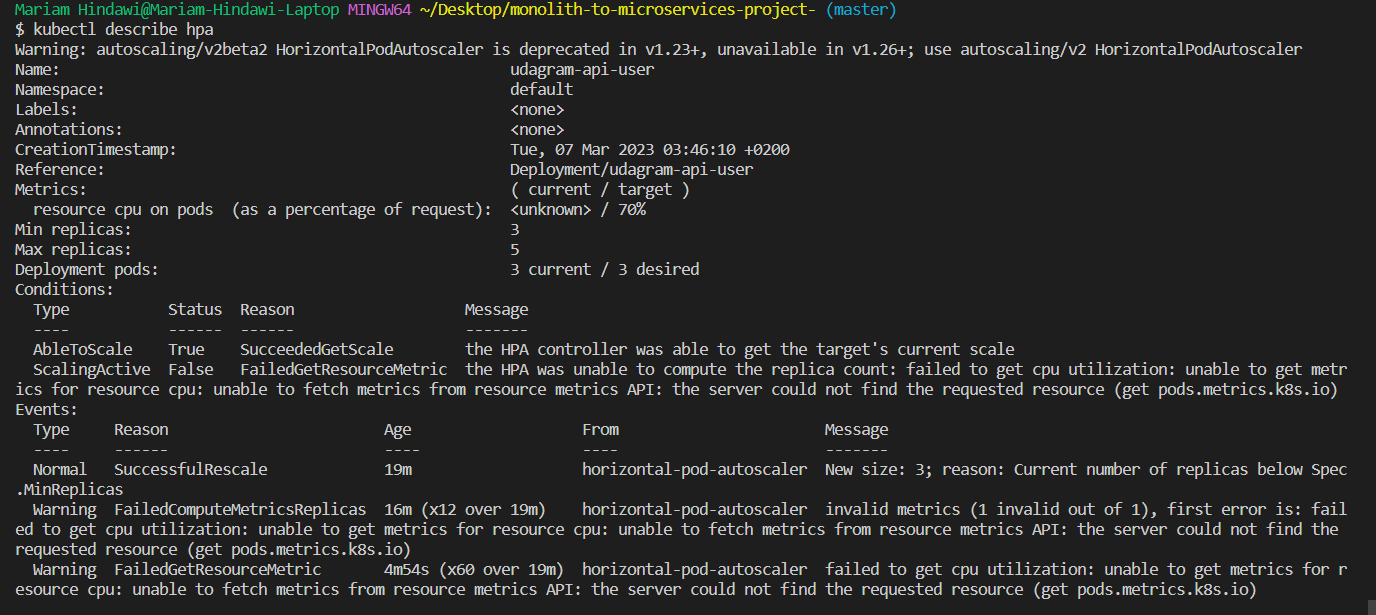 Mariam Hindawi@Mariam-Hindawi-Laptop MINGW64 ~/Desktop/monolith-to-microservices-project- (master)
$ kubectl describe hpa
Warning: autoscaling/v2beta2 HorizontalPodAutoscaler is deprecated in v1.23+, unavailable in v1.26+; use autoscaling/v2 HorizontalPodAutoscaler
Name:                                                  udagram-api-user
Namespace:                                             default
Labels:                                                <none>
Annotations:                                           <none>
CreationTimestamp:                                     Tue, 07 Mar 2023 03:46:10 +0200
Reference:                                             Deployment/udagram-api-user
Metrics:                                               ( current / target )
  resource cpu on pods  (as a percentage of request):  <unknown> / 70%
Min replicas:                                          3
Max replicas:                                          5
Deployment pods:                                       3 current / 3 desired
Conditions:
  Type           Status  Reason                   Message
  ----           ------  ------                   -------
  AbleToScale    True    SucceededGetScale        the HPA controller was able to get the target's current scale
  ScalingActive  False   FailedGetResourceMetric  the HPA was unable to compute the replica count: failed to get cpu utilization: unable to get metr
ics for resource cpu: unable to fetch metrics from resource metrics API: the server could not find the requested resource (get pods.metrics.k8s.io)
Events:
  Type     Reason                        Age                   From                       Message
  ----     ------                        ----                  ----                       -------
  Normal   SuccessfulRescale             19m                   horizontal-pod-autoscaler  New size: 3; reason: Current number of replicas below Spec
.MinReplicas
  Warning  FailedComputeMetricsReplicas  16m (x12 over 19m)    horizontal-pod-autoscaler  invalid metrics (1 invalid out of 1), first error is: fail
ed to get cpu utilization: unable to get metrics for resource cpu: unable to fetch metrics from resource metrics API: the server could not find the
requested resource (get pods.metrics.k8s.io)
  Warning  FailedGetResourceMetric       4m54s (x60 over 19m)  horizontal-pod-autoscaler  failed to get cpu utilization: unable to get metrics for r
esource cpu: unable to fetch metrics from resource metrics API: the server could not find the requested resource (get pods.metrics.k8s.io)